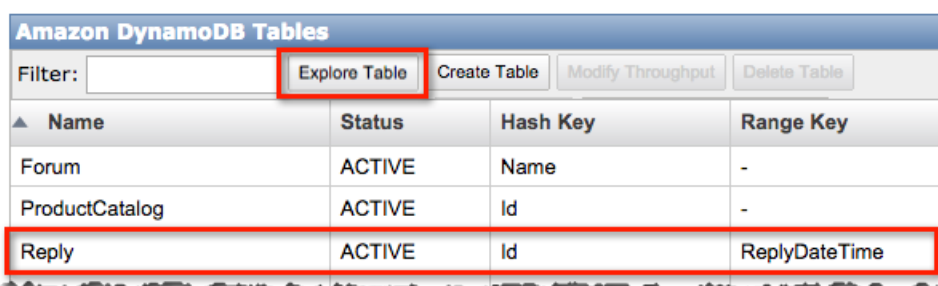 Amazon DynamoDB Tables
Filter: Explore Table Create Table Modify Throughput Delete Table
Name Status Hash Key Range Key
Forum ACTIVE Name -
ProductCatalog ACTIVE Id -
Reply ACTIVE Id ReplyDateTime